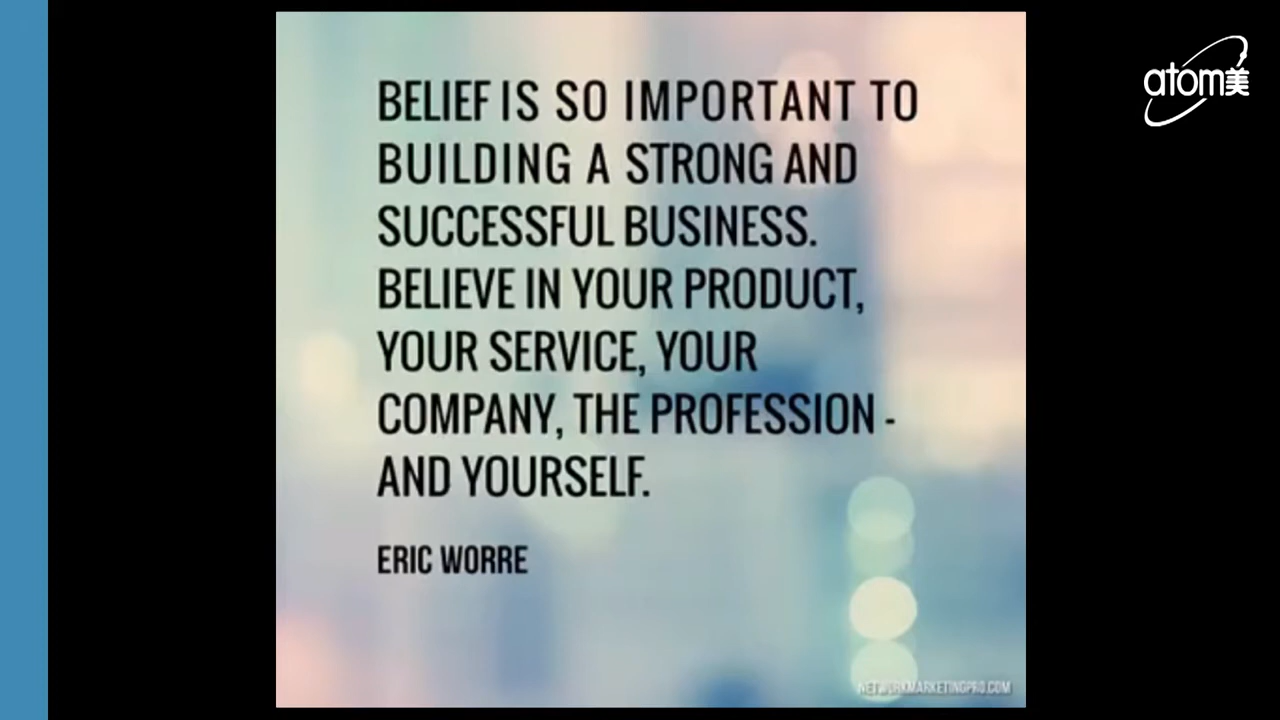 BELIEF IS SO IMPORTANT TO
BUILDING A STRONG AND
SUCCESSFUL BUSINESS.
BELIEVE IN YOUR PRODUCT,
YOUR SERVICE, YOUR
COMPANY, THE PROFESSION -
AND YOURSELF.
ERIC WORRE
NETWORKMARKETINGPRO.COM
atom美